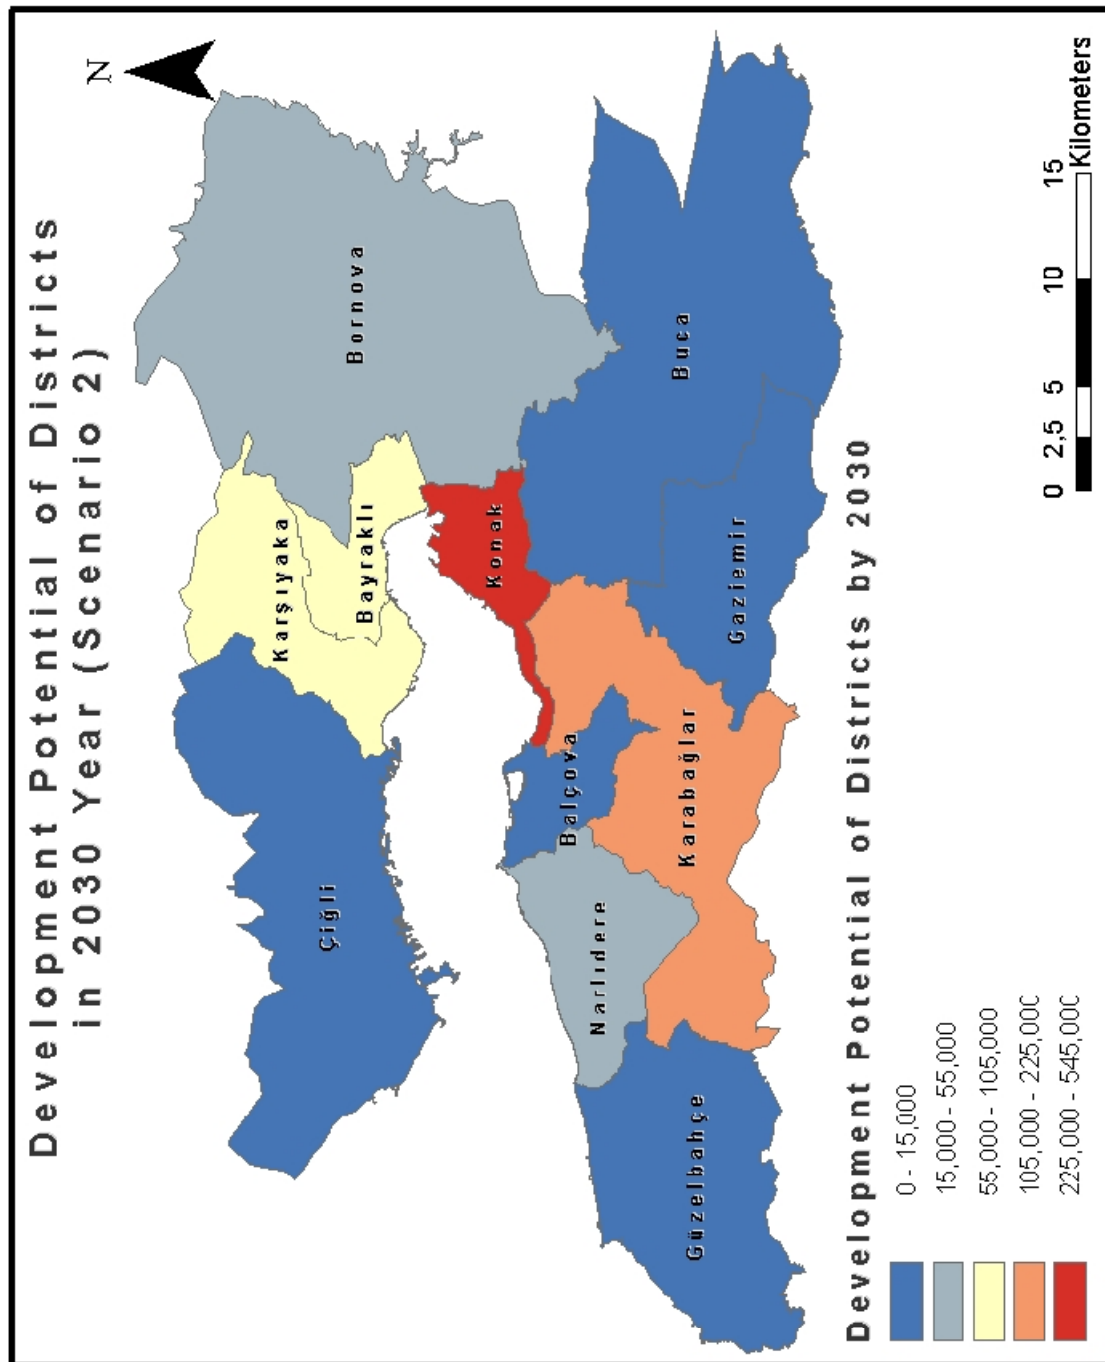 Development Potential of Districts
in 2030 Year (Scenario 2)
N
Bornova
Karşıyaka
Bayraklı
Çiğli
Konak
Buca
Balçova
Gaziemir
Narlıdere
Karabağlar
Güzelbahçe
Development Potential of Districts by 2030
0 - 15,000
15,000 - 55,000
55,000 - 105,000
105,000 - 225,000
225,000 - 545,000
0 2,5 5 10 15
Kilometers